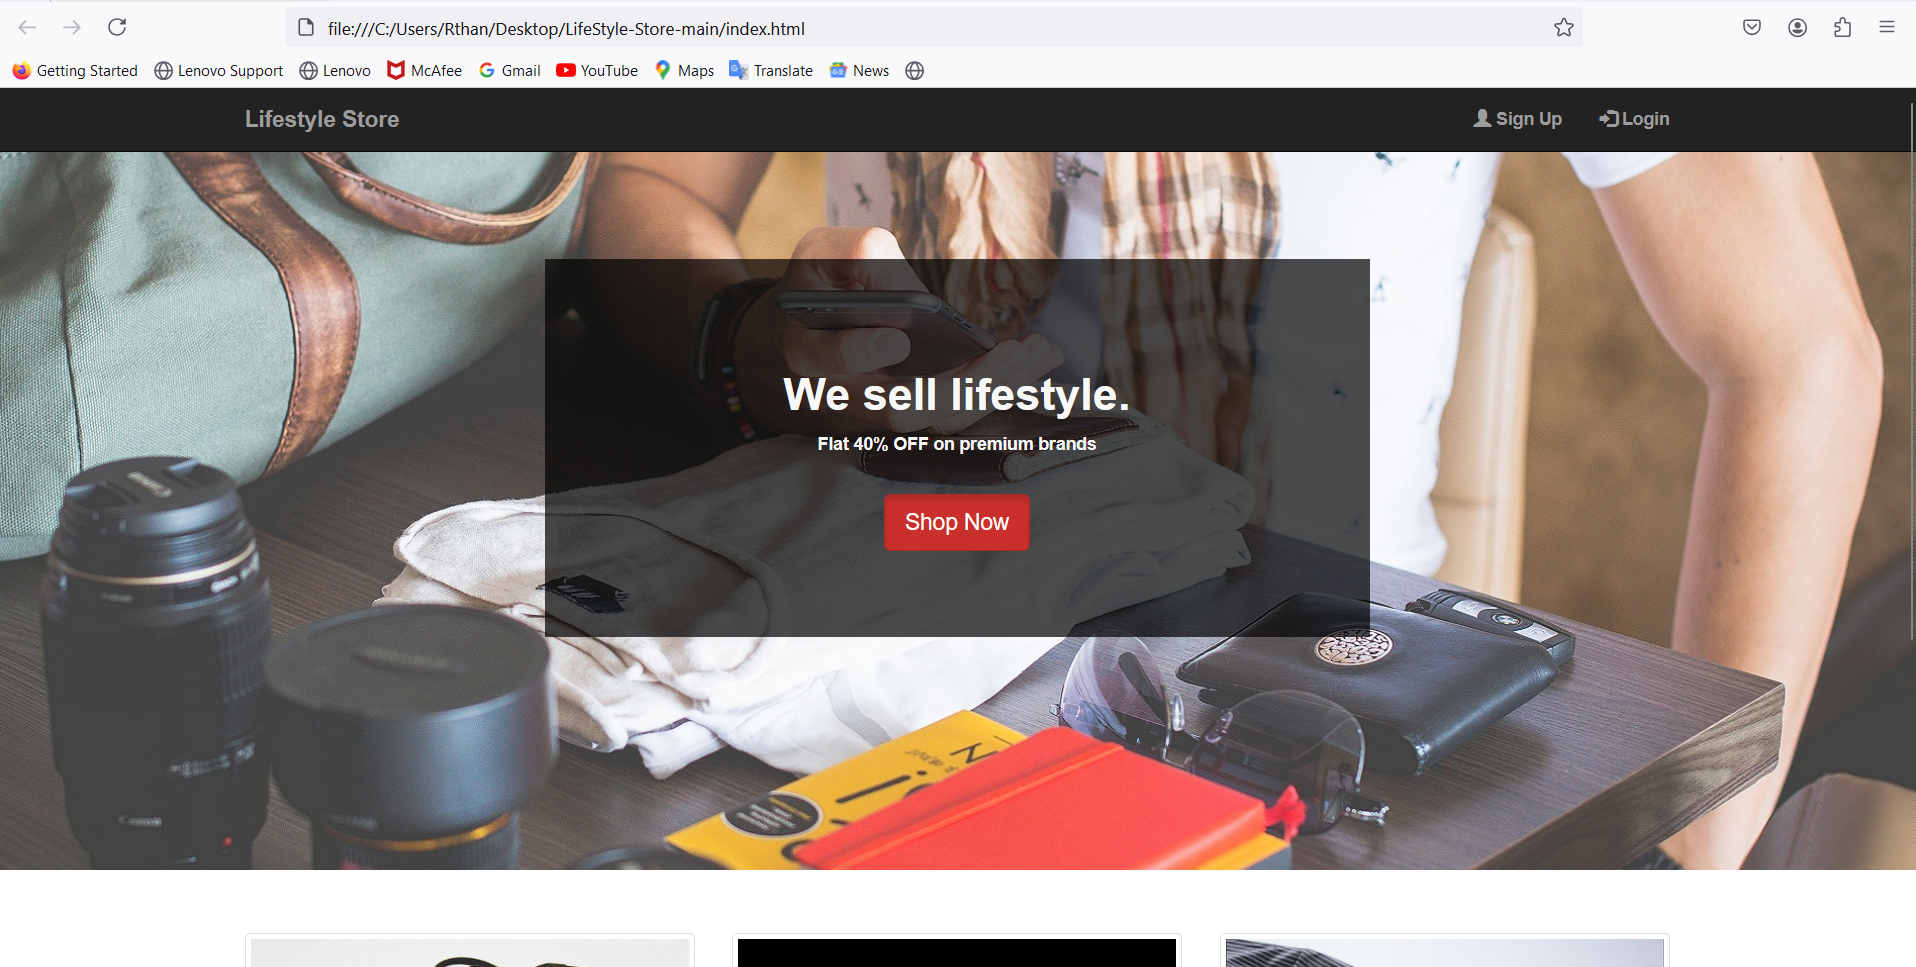 file:///C:/Users/Rthan/Desktop/LifeStyle-Store-main/index.html
Getting Started Lenovo Support Lenovo McAfee Gmail YouTube Maps Translate News
Lifestyle Store Sign Up Login
We sell lifestyle.
Flat 40% OFF on premium brands
Shop Now
Canon